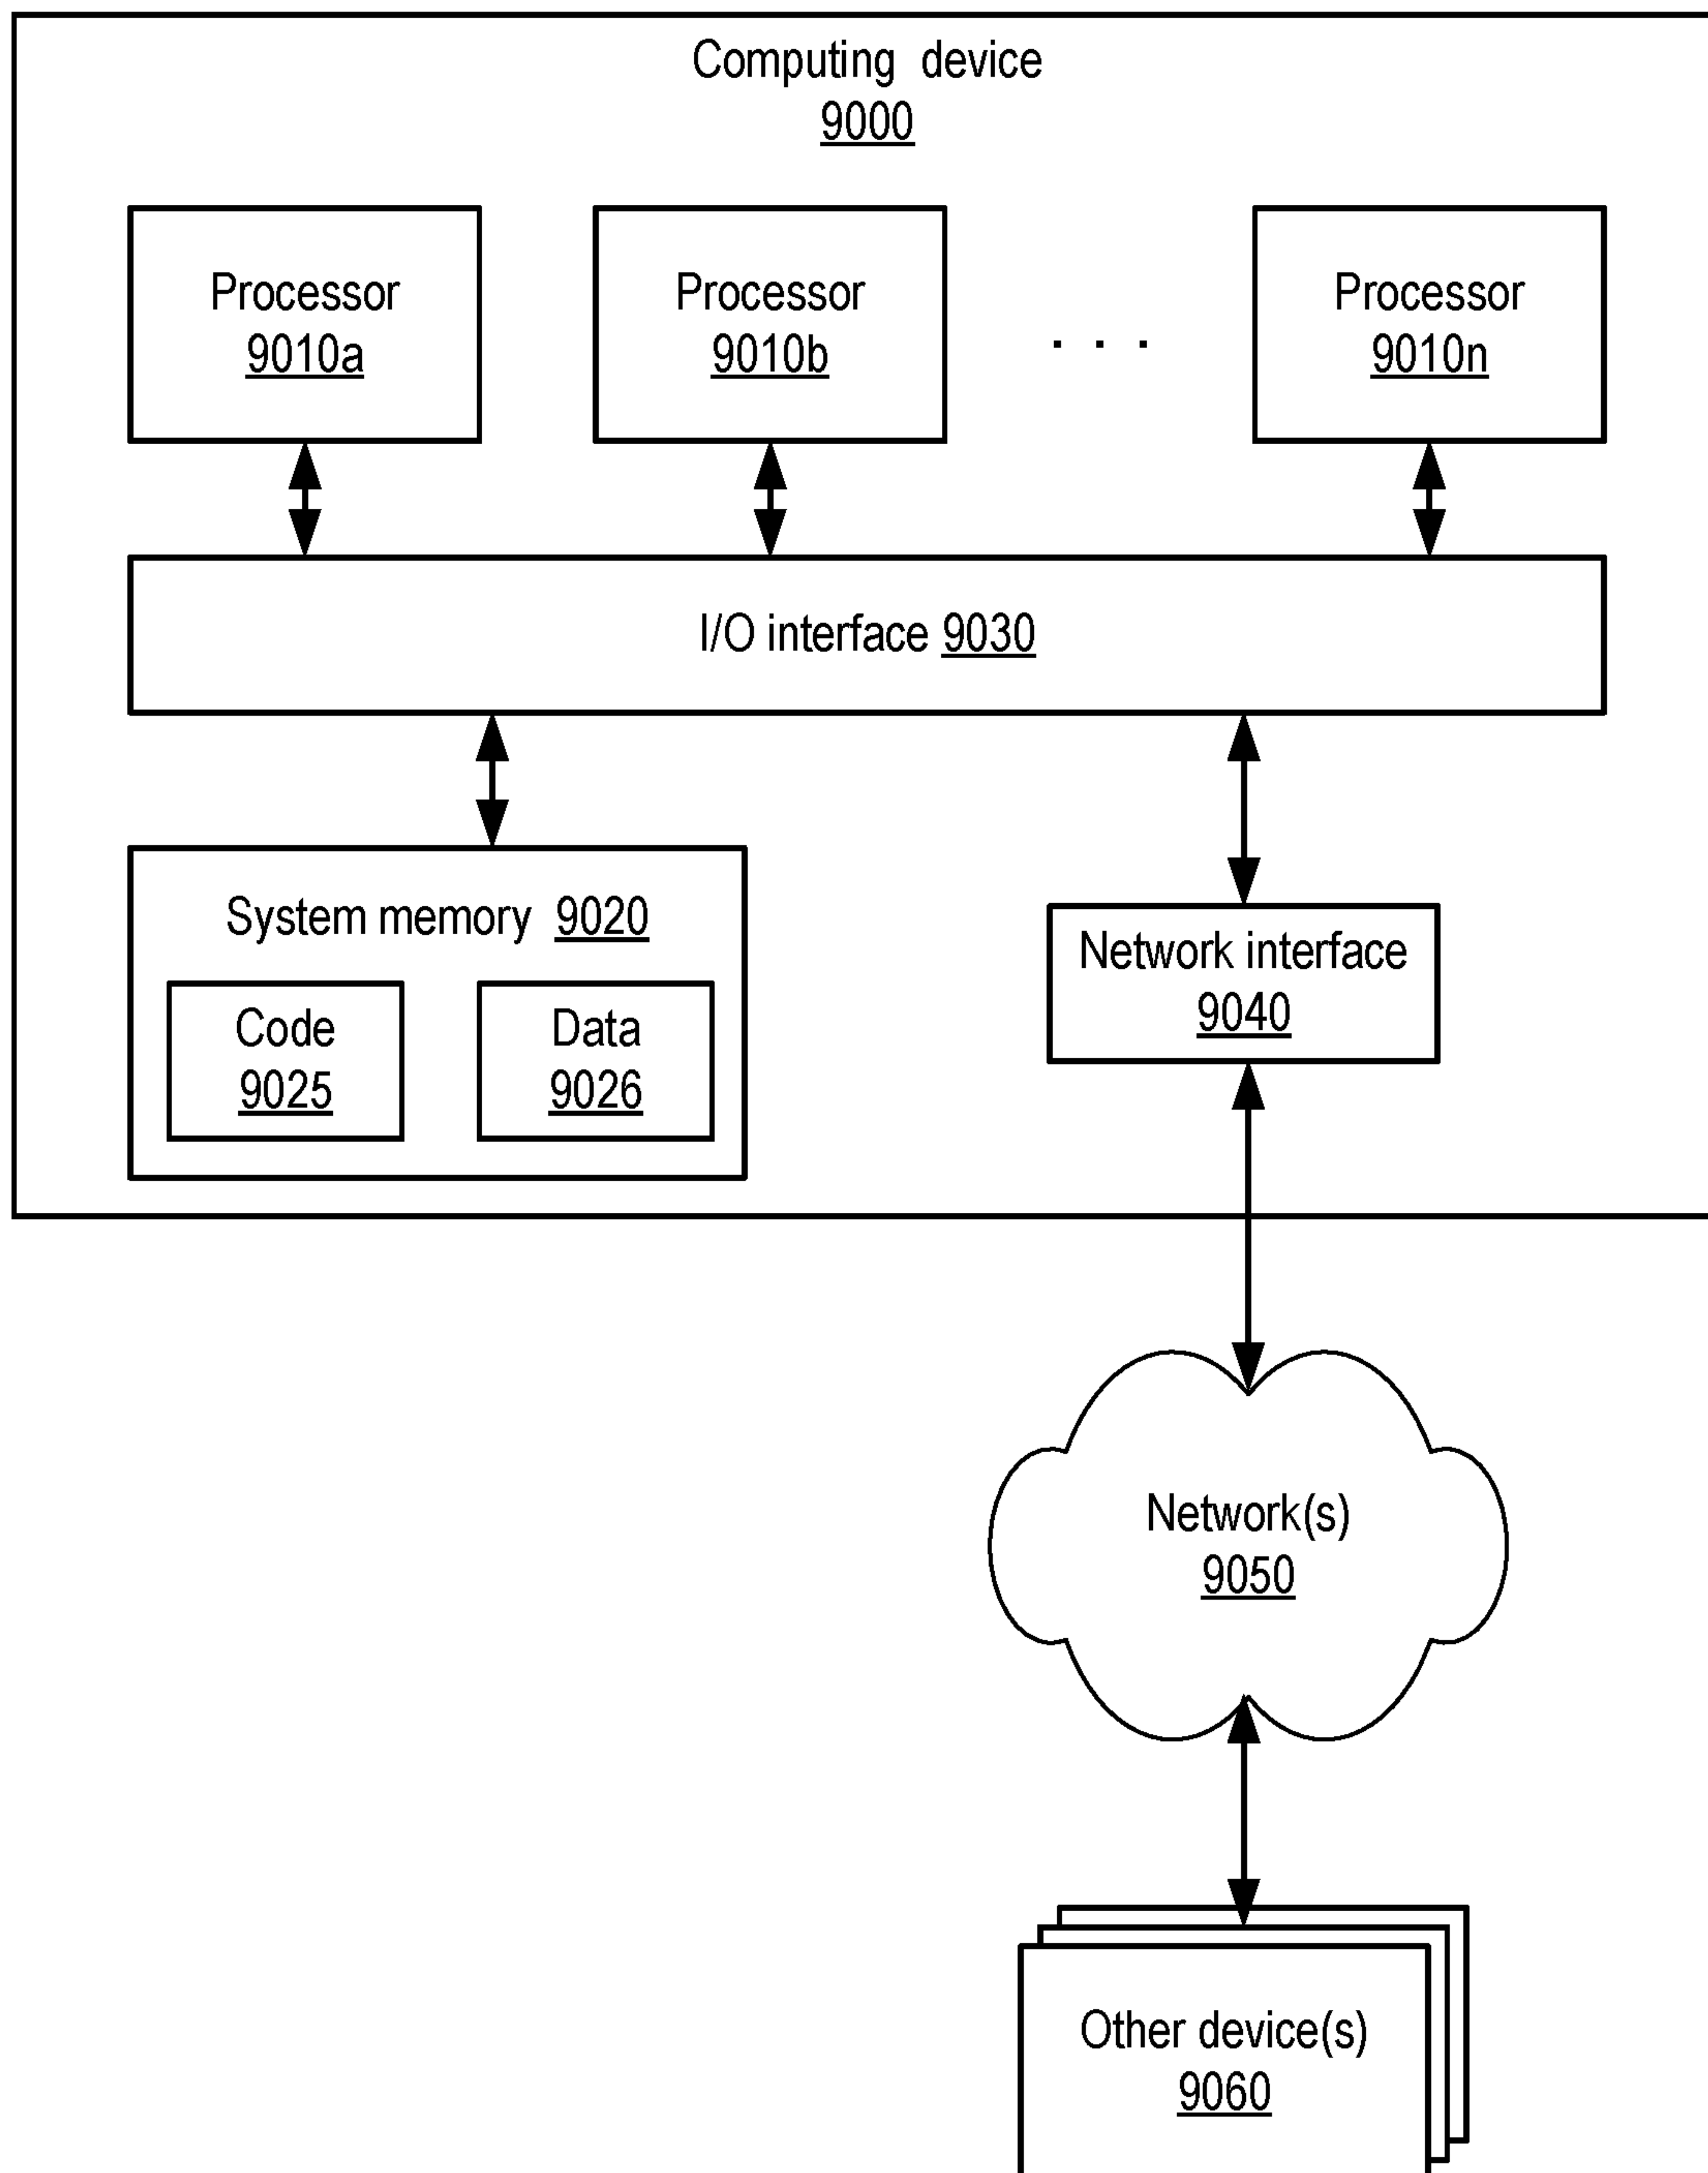 Computing device
9000
Processor
9010a
Processor
9010b
. . .
Processor
9010n
I/O interface 9030
System memory 9020
Code
9025
Data
9026
Network interface
9040
Network(s)
9050
Other device(s)
9060